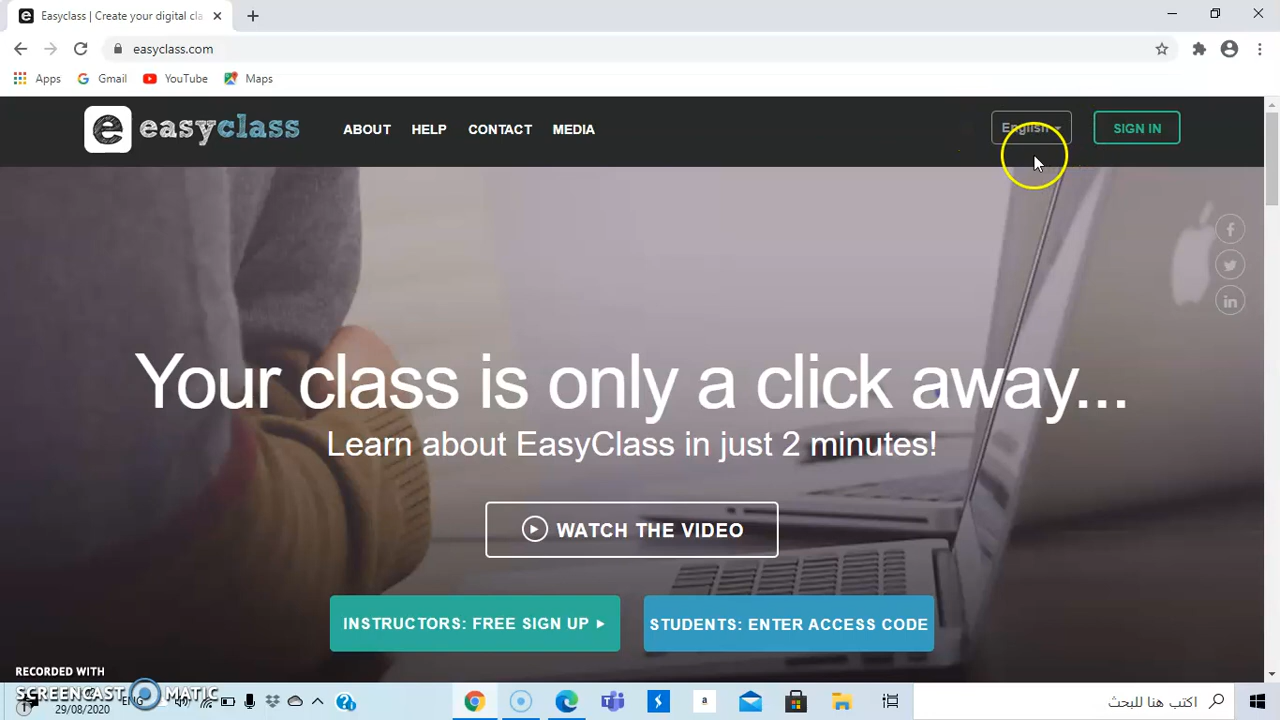 Easyclass | Create your digital cla
easyclass.com
Apps Gmail YouTube Maps
easyclass ABOUT HELP CONTACT MEDIA English SIGN IN
Your class is only a click away...
Learn about EasyClass in just 2 minutes!
WATCH THE VIDEO
INSTRUCTORS: FREE SIGN UP STUDENTS: ENTER ACCESS CODE
RECORDED WITH
SCREENCAST MATIC
29/08/2020
اكتب هنا للبحث